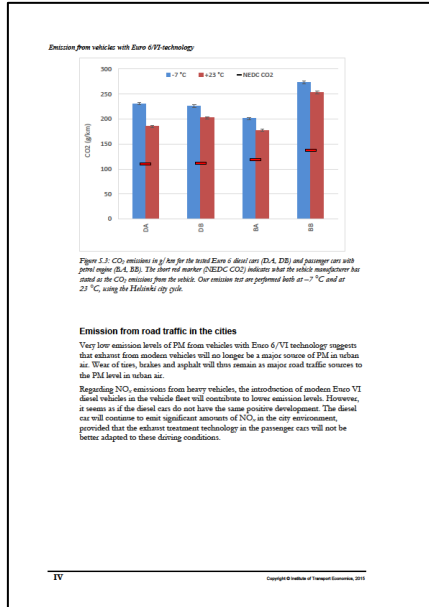 Emission from vehicles with Euro 6/VI-technology
-7 °C +23 °C NEDC CO2
300
250
200
150
100
50
0
CO2 (g/km)
DA DB BA BB
Figure S.3: CO2 emissions in g/km for the tested Euro 6 diesel cars (DA, DB) and passenger cars with
petrol engine (BA, BB). The short red marker (NEDC CO2) indicates what the vehicle manufacturer has
stated as the CO2 emissions from the vehicle. Our emission test are performed both at –7 °C and at
23 °C, using the Helsinki city cycle.
Emission from road traffic in the cities
Very low emission levels of PM from vehicles with Euro 6/VI technology suggests
that exhaust from modern vehicles will no longer be a major source of PM in urban
air. Wear of tires, brakes and asphalt will thus remain as major road traffic sources to
the PM level in urban air.
Regarding NOx emissions from heavy vehicles, the introduction of modern Euro VI
diesel vehicles in the vehicle fleet will contribute to lower emission levels. However,
it seems as if the diesel cars do not have the same positive development. The diesel
car will continue to emit significant amounts of NOx in the city environment,
provided that the exhaust treatment technology in the passenger cars will not be
better adapted to these driving conditions.
IV Copyright © Institute of Transport Economics, 2015